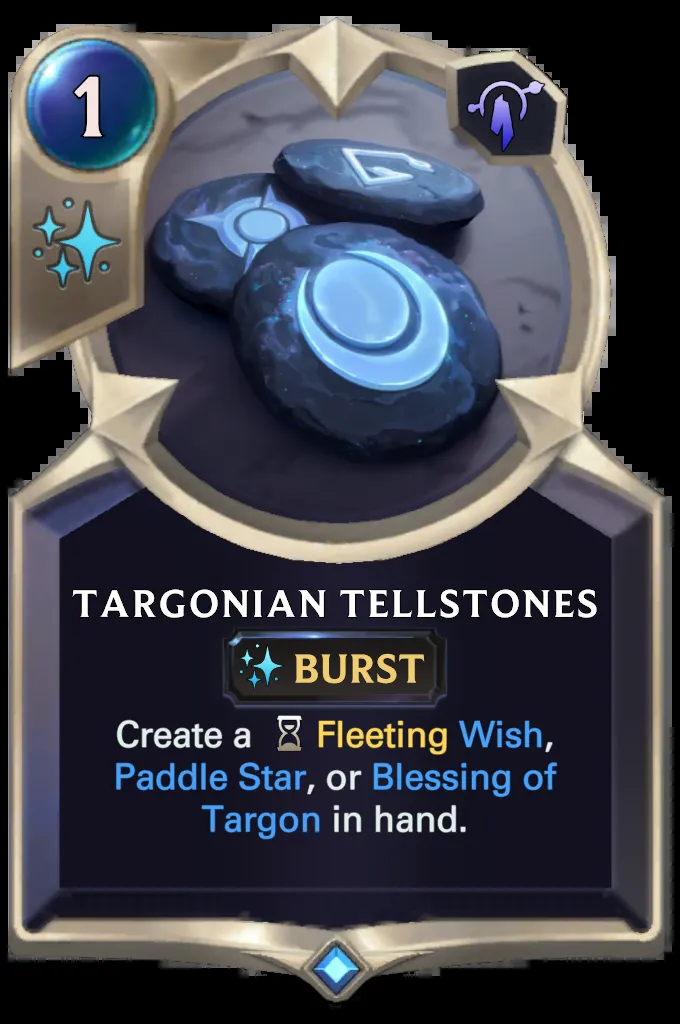 1
TARGONIAN TELLSTONES
BURST
Create a Fleeting Wish,
Paddle Star, or Blessing of
Targon in hand.